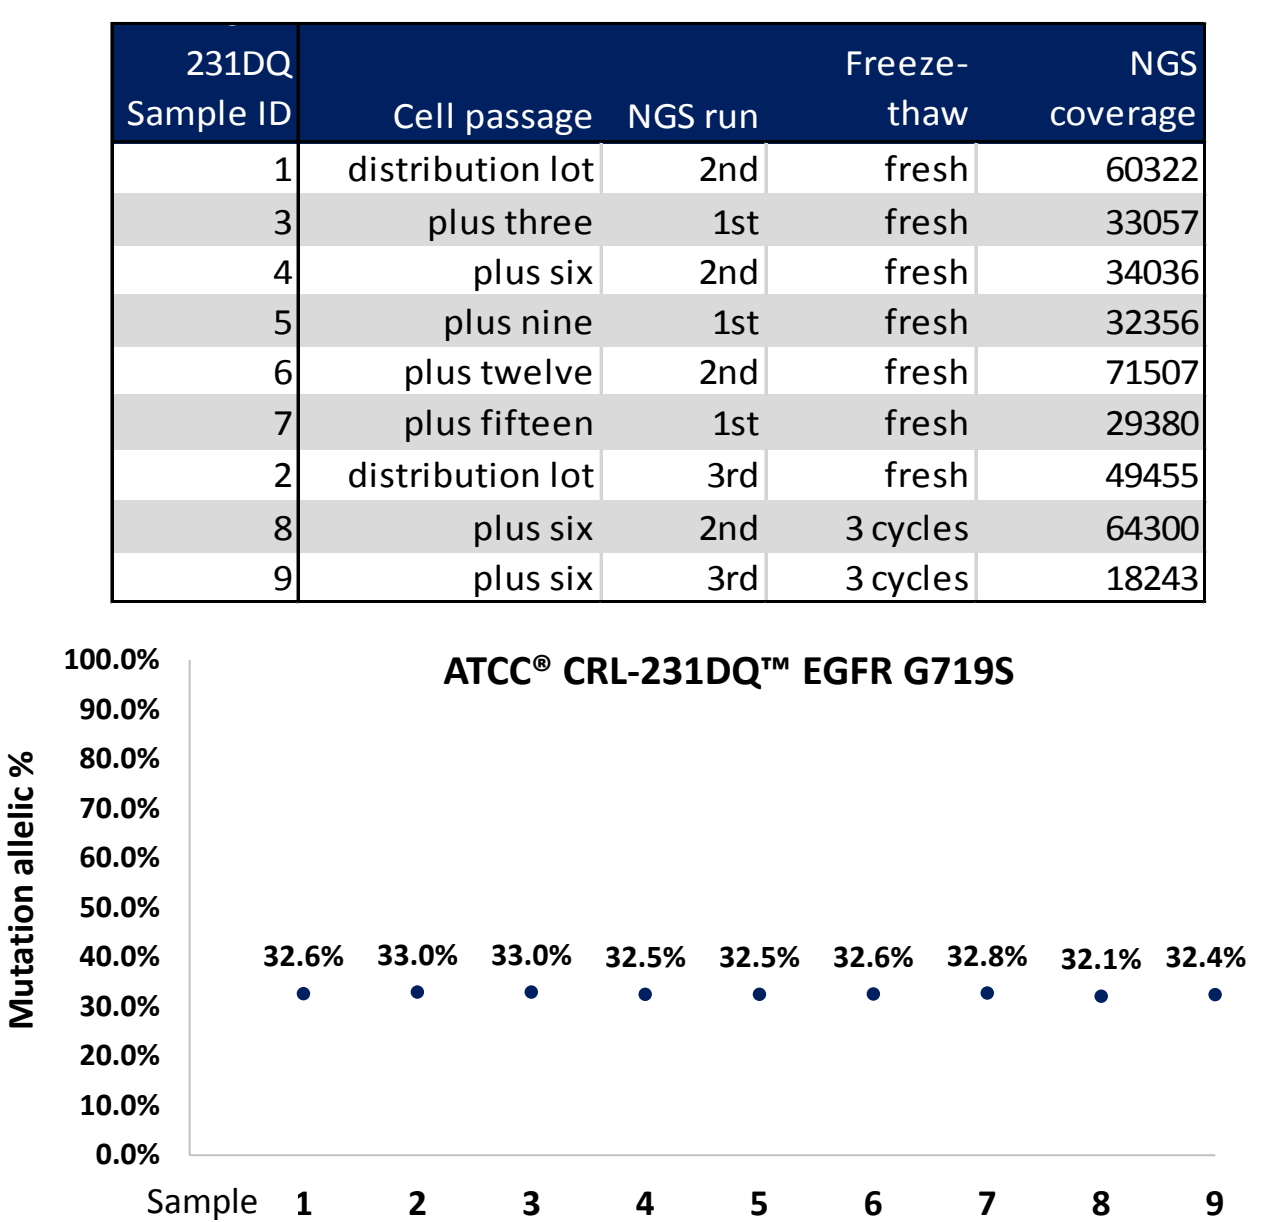 231DQ Sample ID Cell passage NGS run Freeze-thaw NGS coverage
1 distribution lot 2nd fresh 60322
3 plus three 1st fresh 33057
4 plus six 2nd fresh 34036
5 plus nine 1st fresh 32356
6 plus twelve 2nd fresh 71507
7 plus fifteen 1st fresh 29380
2 distribution lot 3rd fresh 49455
8 plus six 2nd 3 cycles 64300
9 plus six 3rd 3 cycles 18243
ATCC® CRL-231DQ™ EGFR G719S
Mutation allelic %
100.0%
90.0%
80.0%
70.0%
60.0%
50.0%
40.0%
30.0%
20.0%
10.0%
0.0%
32.6% 33.0% 33.0% 32.5% 32.5% 32.6% 32.8% 32.1% 32.4%
Sample 1 2 3 4 5 6 7 8 9